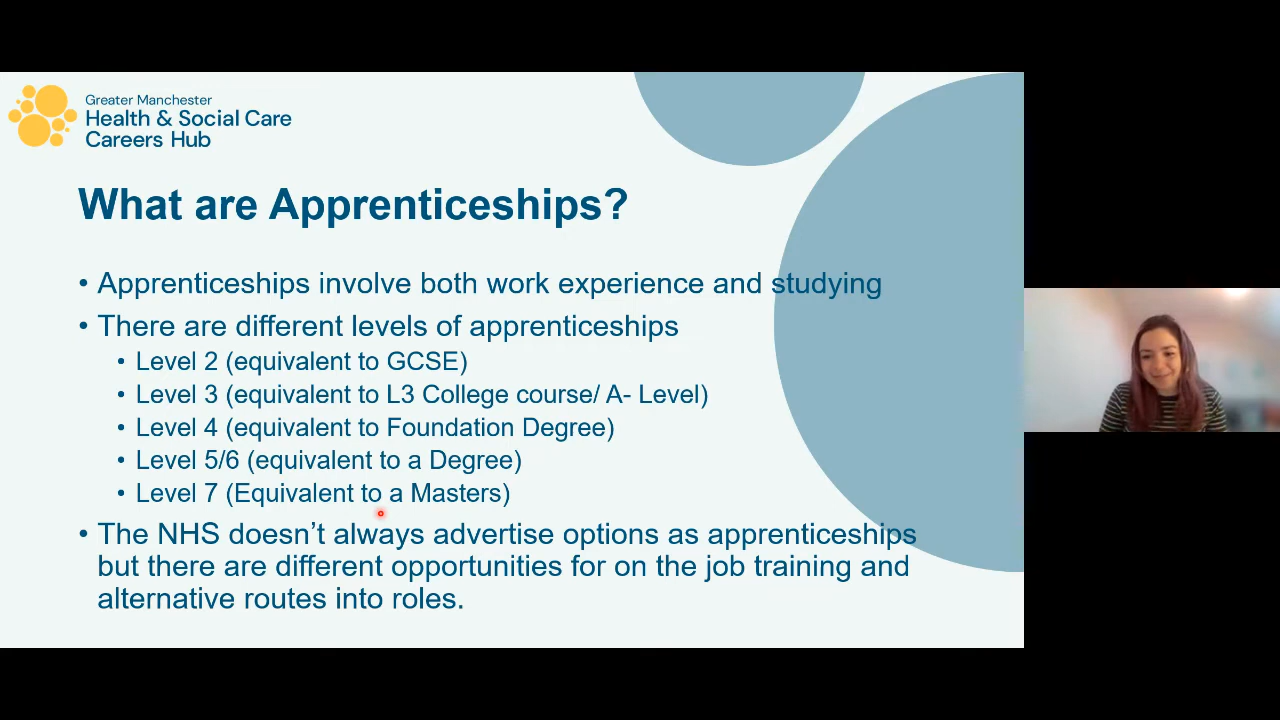 Greater Manchester
Health & Social Care
Careers Hub
What are Apprenticeships?
• Apprenticeships involve both work experience and studying
• There are different levels of apprenticeships
• Level 2 (equivalent to GCSE)
• Level 3 (equivalent to L3 College course/ A- Level)
• Level 4 (equivalent to Foundation Degree)
• Level 5/6 (equivalent to a Degree)
• Level 7 (Equivalent to a Masters)
• The NHS doesn’t always advertise options as apprenticeships
but there are different opportunities for on the job training and
alternative routes into roles.